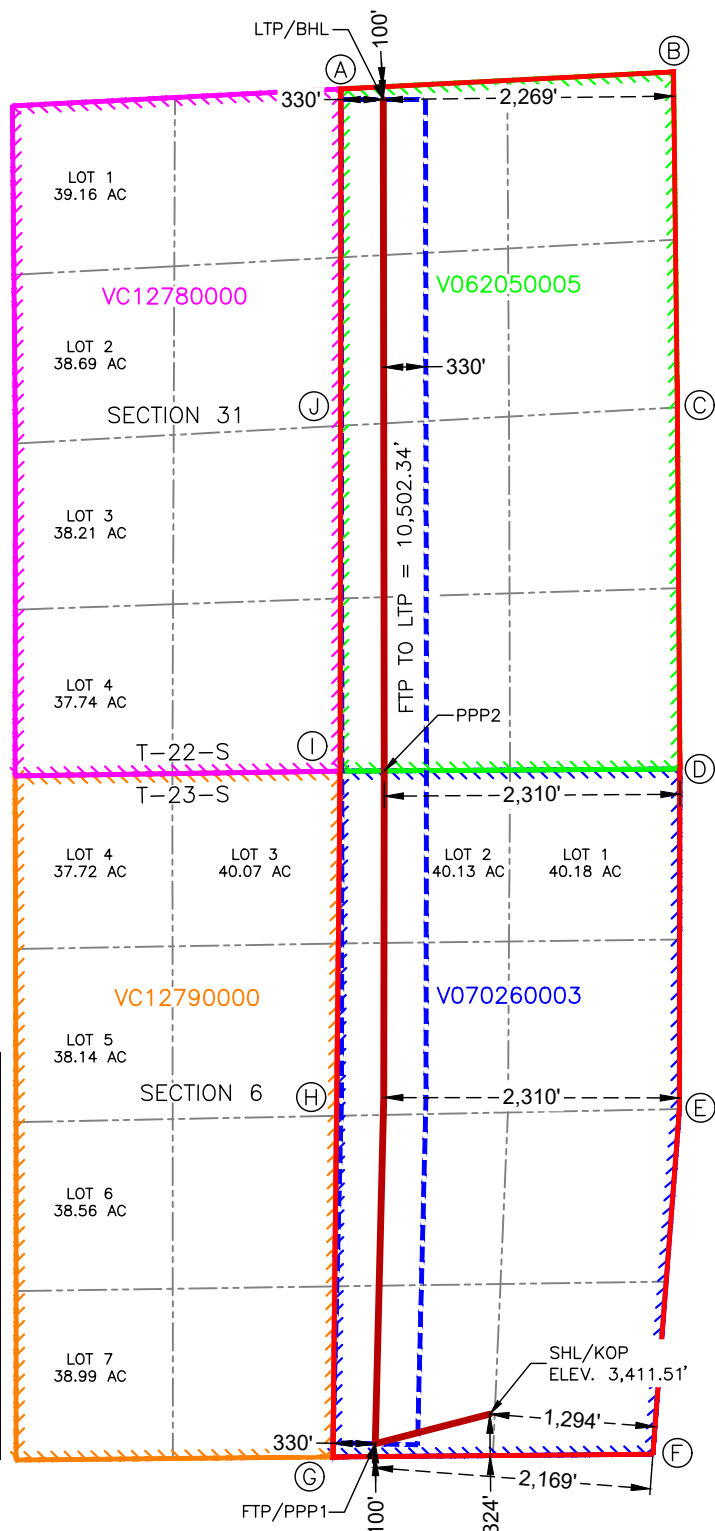 LTP/BHL
100'
A
B
330'
2,269'
LOT 1
39.16 AC
VC12780000
V062050005
LOT 2
38.69 AC
330'
SECTION 31
J
C
FTP TO LTP = 10,502.34'
LOT 3
38.21 AC
LOT 4
37.74 AC
PPP2
T-22-S
I
D
T-23-S
2,310'
LOT 4
37.72 AC
LOT 3
40.07 AC
LOT 2
40.13 AC
LOT 1
40.18 AC
VC12790000
V070260003
LOT 5
38.14 AC
SECTION 6
H
2,310'
E
LOT 6
38.56 AC
LOT 7
38.99 AC
SHL/KOP
ELEV. 3,411.51'
1,294'
330'
G
F
2,169'
FTP/PPP1
100'
324'